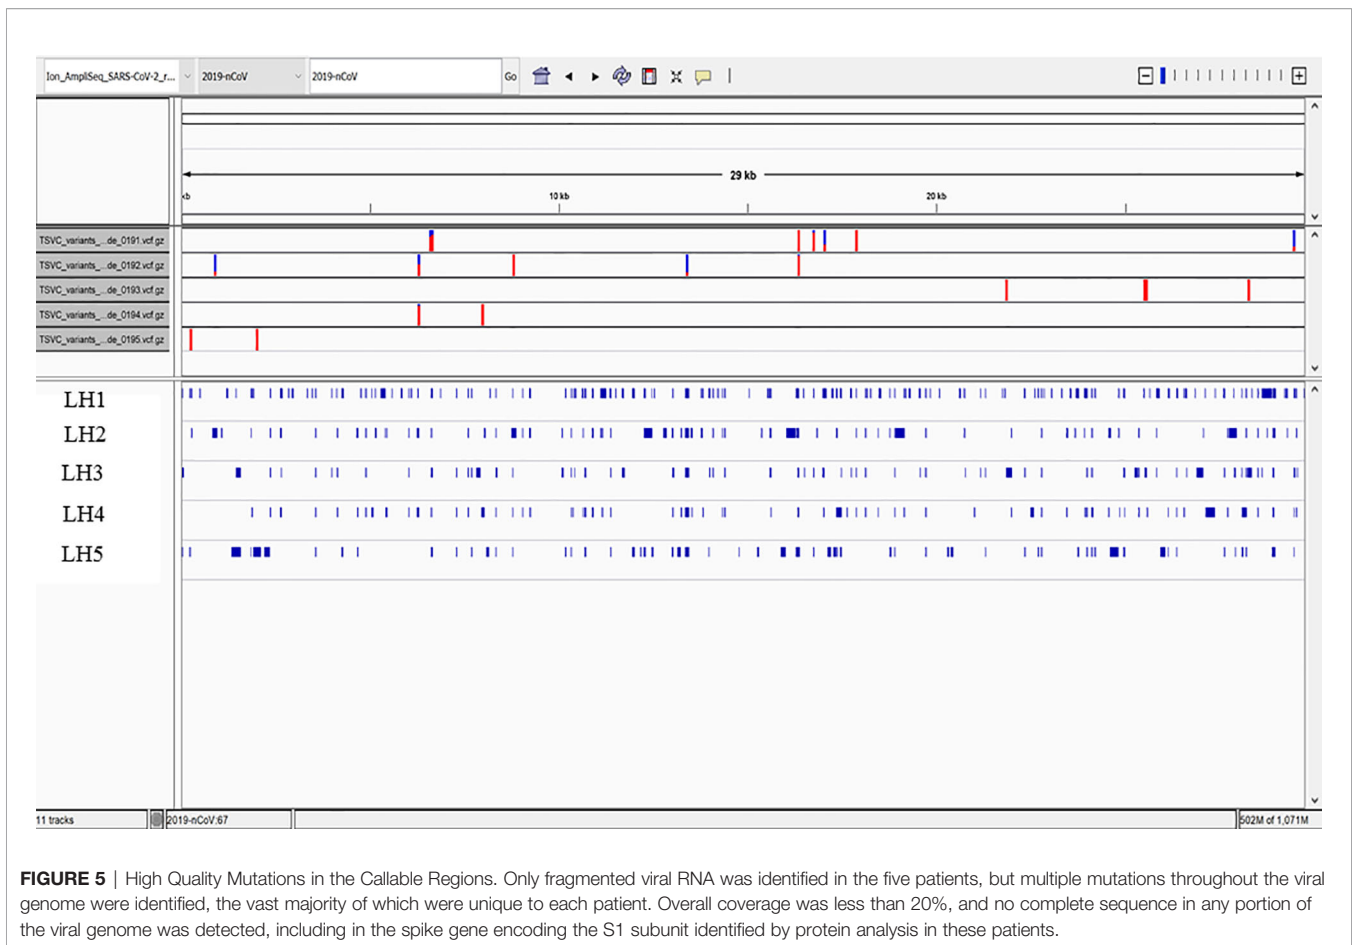 Ion_AmpliSeq_SARS-CoV-2_r... 2019-nCoV 2019-nCoV Go
29 kb
kb 10 kb 20 kb
TSVC_variants_...de_0191.vcf.gz
TSVC_variants_...de_0192.vcf.gz
TSVC_variants_...de_0193.vcf.gz
TSVC_variants_...de_0194.vcf.gz
TSVC_variants_...de_0195.vcf.gz
LH1
LH2
LH3
LH4
LH5
11 tracks 2019-nCoV:67 502M of 1,071M
FIGURE 5 | High Quality Mutations in the Callable Regions. Only fragmented viral RNA was identified in the five patients, but multiple mutations throughout the viral
genome were identified, the vast majority of which were unique to each patient. Overall coverage was less than 20%, and no complete sequence in any portion of
the viral genome was detected, including in the spike gene encoding the S1 subunit identified by protein analysis in these patients.